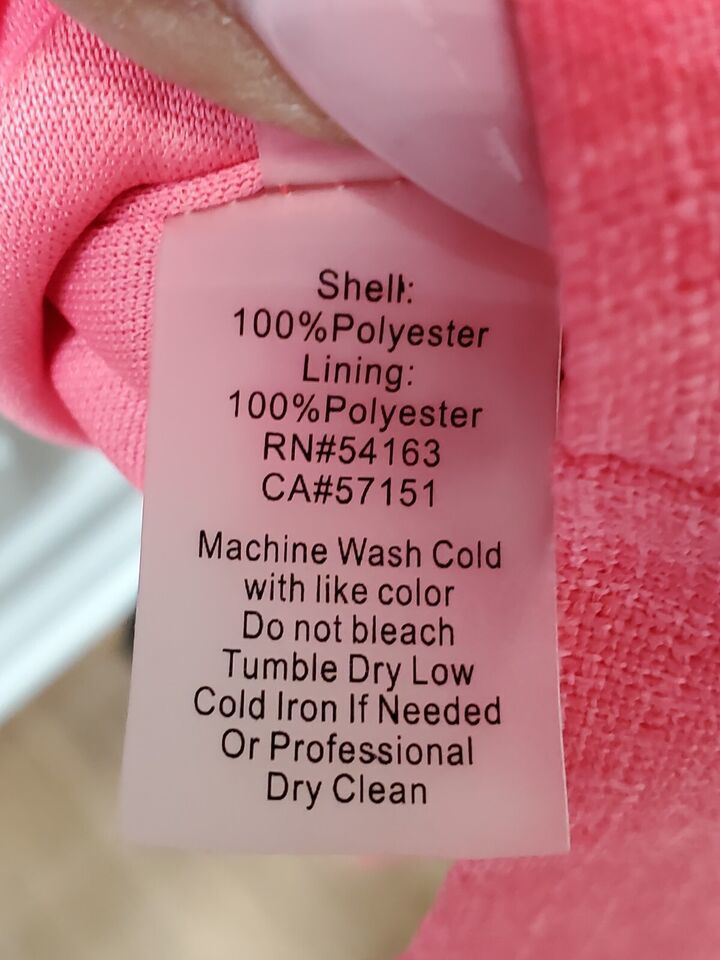 Shell:
100%Polyester
Lining:
100%Polyester
RN#54163
CA#57151
Machine Wash Cold
with like color
Do not bleach
Tumble Dry Low
Cold Iron If Needed
Or Professional
Dry Clean